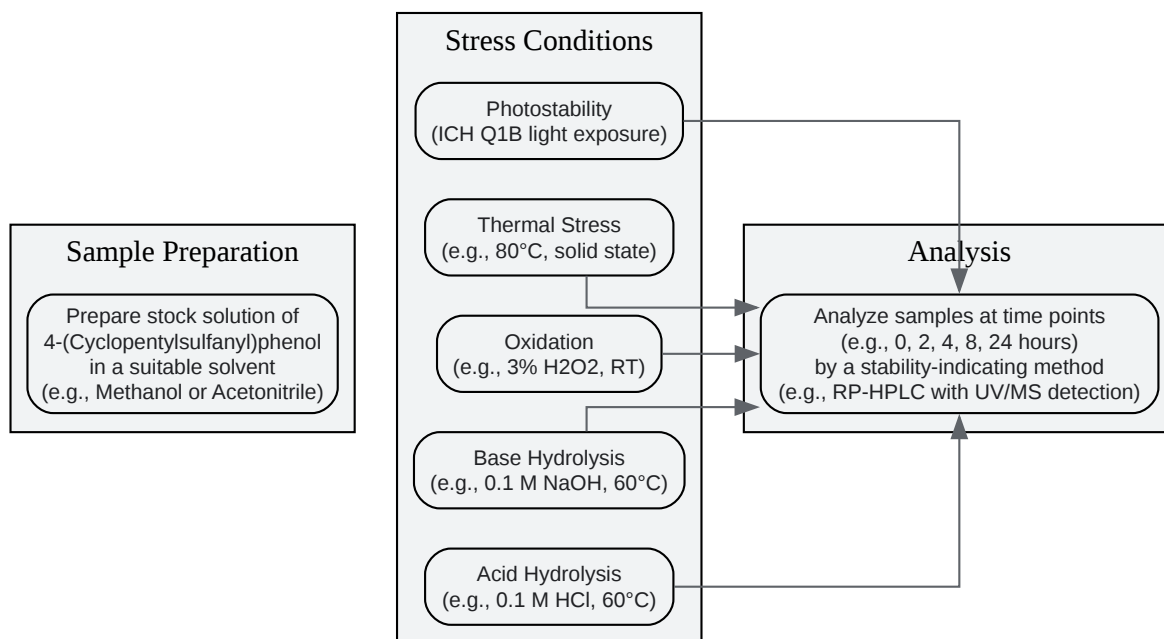 Sample Preparation
Prepare stock solution of
4-(Cyclopentylsulfanyl)phenol
in a suitable solvent
(e.g., Methanol or Acetonitrile)
Stress Conditions
Photostability
(ICH Q1B light exposure)
Thermal Stress
(e.g., 80°C, solid state)
Oxidation
(e.g., 3% H2O2, RT)
Base Hydrolysis
(e.g., 0.1 M NaOH, 60°C)
Acid Hydrolysis
(e.g., 0.1 M HCl, 60°C)
Analysis
Analyze samples at time points
(e.g., 0, 2, 4, 8, 24 hours)
by a stability-indicating method
(e.g., RP-HPLC with UV/MS detection)